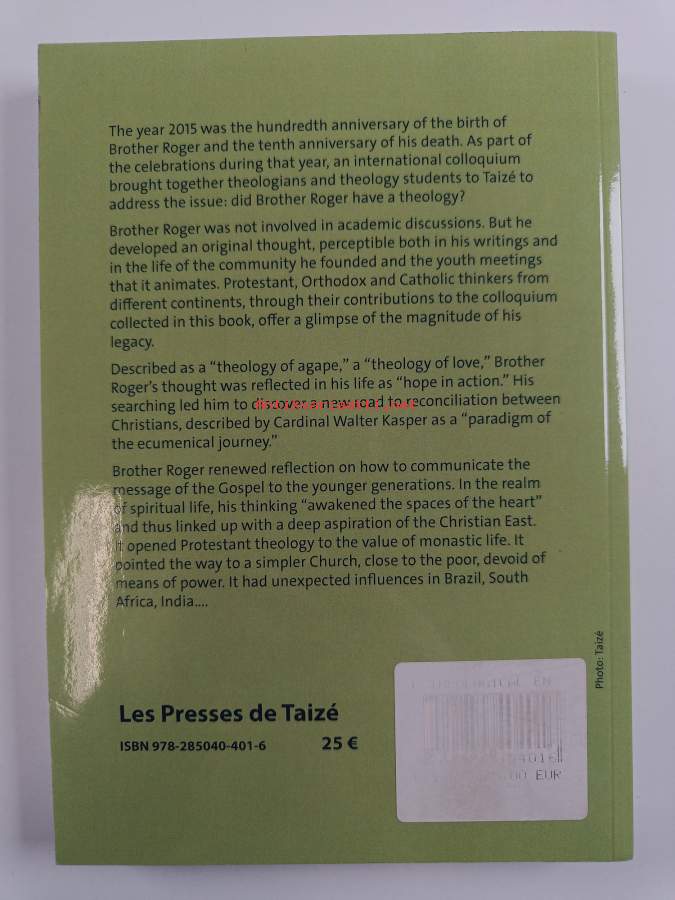 The year 2015 was the hundredth anniversary of the birth of
Brother Roger and the tenth anniversary of his death. As part
of the celebrations during that year, an international colloquium
brought together theologians and theology students to Taizé to
address the issue: did Brother Roger have a theology?
Brother Roger was not involved in academic discussions. But he
developed an original thought, perceptible both in his writings and
in the life of the community he founded and the youth meetings
that it animates. Protestant, Orthodox and Catholic thinkers from
different continents, through their contributions to the colloquium
collected in this book, offer a glimpse of the magnitude of his
legacy.
Described as a “theology of agape,” a “theology of love,” Brother
Roger’s thought was reflected in his life as “hope in action.” His
searching led him to discover a new road to reconciliation between
Christians, described by Cardinal Walter Kasper as a “paradigm of
the ecumenical journey.”
Brother Roger renewed reflection on how to communicate the
message of the Gospel to the younger generations. In the realm
of spiritual life, his thinking “awakened the spaces of the heart”
and thus linked up with a deep aspiration of the Christian East.
It opened Protestant theology to the value of monastic life. It
pointed the way to a simpler Church, close to the poor, devoid of
means of power. It had unexpected influences in Brazil, South
Africa, India....
Photo: Taizé
Les Presses de Taizé
ISBN 978-285040-401-6 25 €
EUR